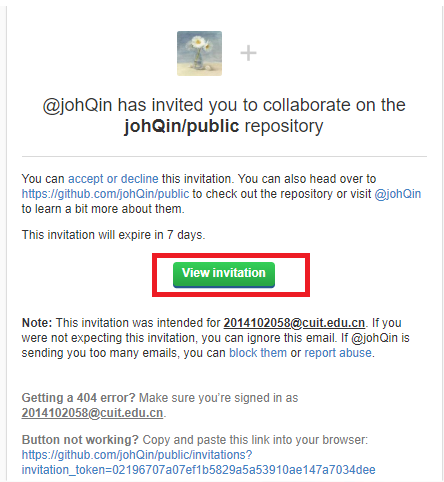 @johQin has invited you to collaborate on the
johQin/public repository
You can accept or decline this invitation. You can also head over to
https://github.com/johQin/public to check out the repository or visit @johQin
to learn a bit more about them.
This invitation will expire in 7 days.
View invitation
Note: This invitation was intended for 2014102058@cuit.edu.cn. If you
were not expecting this invitation, you can ignore this email. If @johQin is
sending you too many emails, you can block them or report abuse.
Getting a 404 error? Make sure you’re signed in as
2014102058@cuit.edu.cn.
Button not working? Copy and paste this link into your browser:
https://github.com/johQin/public/invitations?
invitation_token=02196707a07ef1b5829a5a53910ae147a7034dee